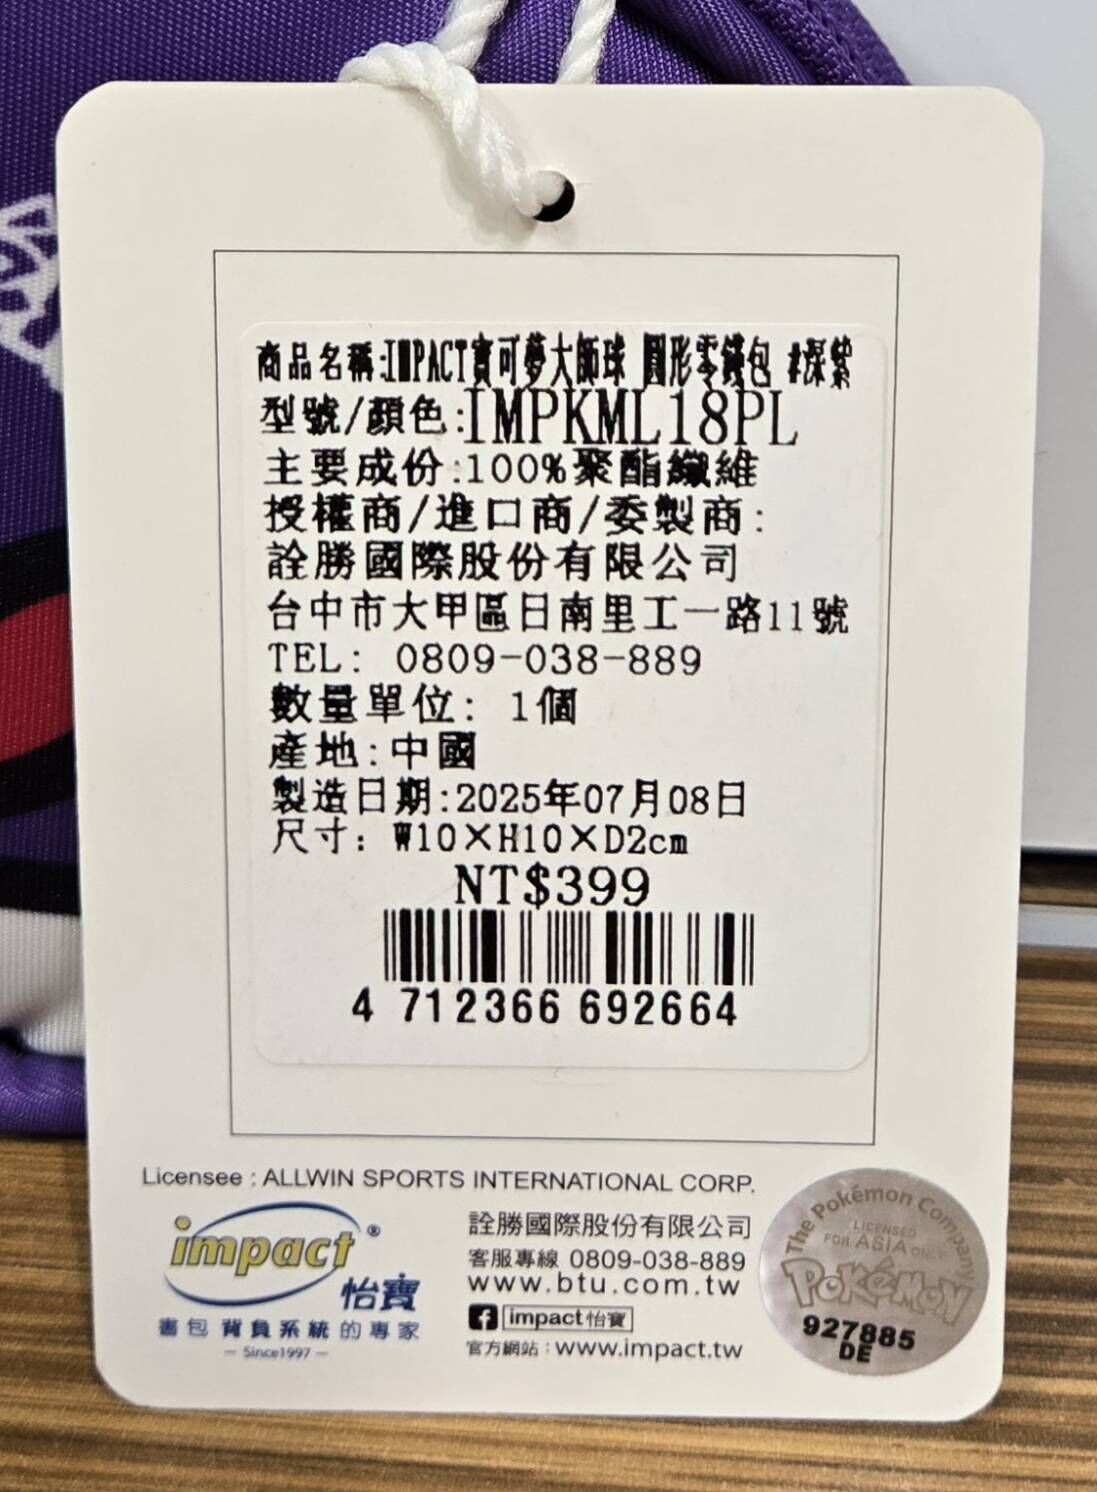 商品名稱:IMPACT寶可夢大師球 圓形零錢包 #深紫
型號/顏色:IMPKML18PL
主要成份:100%聚酯纖維
授權商/進口商/委製商:
詮勝國際股份有限公司
台中市大甲區日南里工一路11號
TEL: 0809-038-889
數量單位: 1個
產地:中國
製造日期:2025年07月08日
尺寸: W10×H10×D2cm
NT$399
4 712366 692664
Licensee : ALLWIN SPORTS INTERNATIONAL CORP.
impact®
怡寶
書包 背負系統的專家
— Since1997 —
詮勝國際股份有限公司
客服專線 0809-038-889
www.btu.com.tw
impact怡寶
官方網站：www.impact.tw
The Pokémon Company
LICENSED
FOR ASIA ONLY
POKÉMON
927885
DE